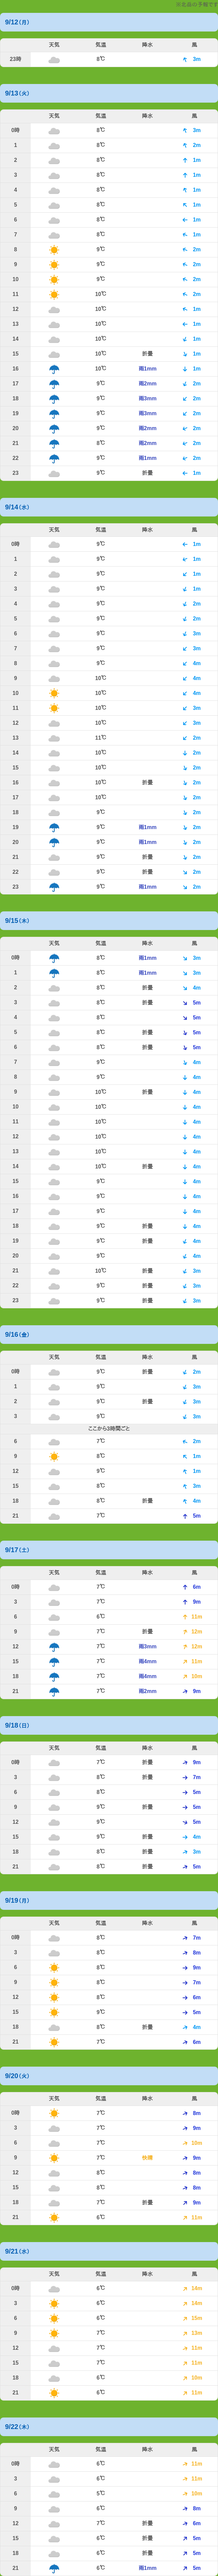 9/12(月)
天気 気温 降水 風
23時 8℃ 3m
9/13(火)
天気 気温 降水 風
0時 8℃ 3m
1 8℃ 2m
2 8℃ 1m
3 8℃ 1m
4 8℃ 1m
5 8℃ 1m
6 8℃ 1m
7 8℃ 2m
8 9℃ 2m
9 9℃ 2m
10 10℃ 2m
11 10℃ 2m
12 10℃ 1m
13 10℃ 1m
14 10℃ 1m
15 10℃ 折畳 1m
16 10℃ 雨1mm 1m
17 9℃ 雨2mm 2m
18 9℃ 雨3mm 2m
19 9℃ 雨3mm 2m
20 9℃ 雨2mm 2m
21 8℃ 雨2mm 2m
22 9℃ 雨1mm 2m
23 9℃ 折畳 1m
9/14(水)
天気 気温 降水 風
0時 9℃ 1m
1 9℃ 1m
2 9℃ 1m
3 9℃ 1m
4 9℃ 2m
5 9℃ 2m
6 9℃ 3m
7 9℃ 3m
8 9℃ 4m
9 10℃ 4m
10 10℃ 4m
11 10℃ 3m
12 10℃ 3m
13 11℃ 2m
14 10℃ 2m
15 10℃ 2m
16 10℃ 折畳 2m
17 10℃ 2m
18 9℃ 2m
19 9℃ 雨1mm 2m
20 9℃ 雨1mm 2m
21 9℃ 折畳 2m
22 9℃ 折畳 2m
23 9℃ 雨1mm 2m
9/15(木)
天気 気温 降水 風
0時 8℃ 雨1mm 3m
1 8℃ 雨1mm 3m
2 8℃ 折畳 4m
3 8℃ 折畳 5m
4 8℃ 5m
5 8℃ 折畳 5m
6 8℃ 折畳 5m
7 9℃ 4m
8 9℃ 4m
9 10℃ 折畳 4m
10 10℃ 4m
11 10℃ 4m
12 10℃ 4m
13 10℃ 4m
14 10℃ 折畳 4m
15 9℃ 4m
16 9℃ 4m
17 9℃ 4m
18 9℃ 折畳 4m
19 9℃ 折畳 4m
20 9℃ 4m
21 10℃ 折畳 3m
22 9℃ 折畳 3m
23 9℃ 折畳 3m
9/16(金)
天気 気温 降水 風
0時 9℃ 折畳 2m
1 9℃ 3m
2 9℃ 折畳 3m
3 9℃ 3m
ここから3時間ごと
6 7℃ 2m
9 8℃ 1m
12 9℃ 1m
15 8℃ 3m
18 8℃ 折畳 4m
21 7℃ 5m
9/17(土)
天気 気温 降水 風
0時 7℃ 6m
3 7℃ 9m
6 6℃ 11m
9 7℃ 折畳 12m
12 7℃ 雨3mm 12m
15 7℃ 雨4mm 11m
18 7℃ 雨4mm 10m
21 7℃ 雨2mm 9m
9/18(日)
天気 気温 降水 風
0時 7℃ 折畳 9m
3 8℃ 折畳 7m
6 8℃ 5m
9 9℃ 折畳 5m
12 9℃ 5m
15 9℃ 折畳 4m
18 8℃ 折畳 3m
21 8℃ 折畳 5m
9/19(月)
天気 気温 降水 風
0時 8℃ 7m
3 8℃ 8m
6 8℃ 9m
9 8℃ 7m
12 8℃ 6m
15 9℃ 5m
18 8℃ 折畳 4m
21 7℃ 6m
9/20(火)
天気 気温 降水 風
0時 7℃ 8m
3 7℃ 9m
6 7℃ 10m
9 7℃ 快晴 9m
12 8℃ 8m
15 8℃ 8m
18 7℃ 折畳 9m
21 6℃ 11m
9/21(水)
天気 気温 降水 風
0時 6℃ 14m
3 6℃ 14m
6 6℃ 15m
9 7℃ 13m
12 7℃ 11m
15 7℃ 11m
18 6℃ 10m
21 6℃ 11m
9/22(木)
天気 気温 降水 風
0時 6℃ 11m
3 6℃ 11m
6 5℃ 10m
9 6℃ 8m
12 7℃ 折畳 6m
15 6℃ 折畳 5m
18 6℃ 折畳 5m
21 6℃ 雨1mm 5m